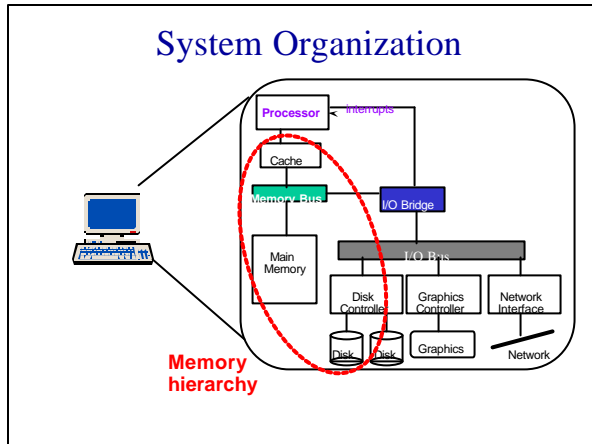 System Organization
Processor
interrupts
Cache
Memory Bus
I/O Bridge
I/O Bus
Main
Memory
Disk
Controller
Graphics
Controller
Network
Interface
Disk
Disk
Graphics
Network
Memory
hierarchy